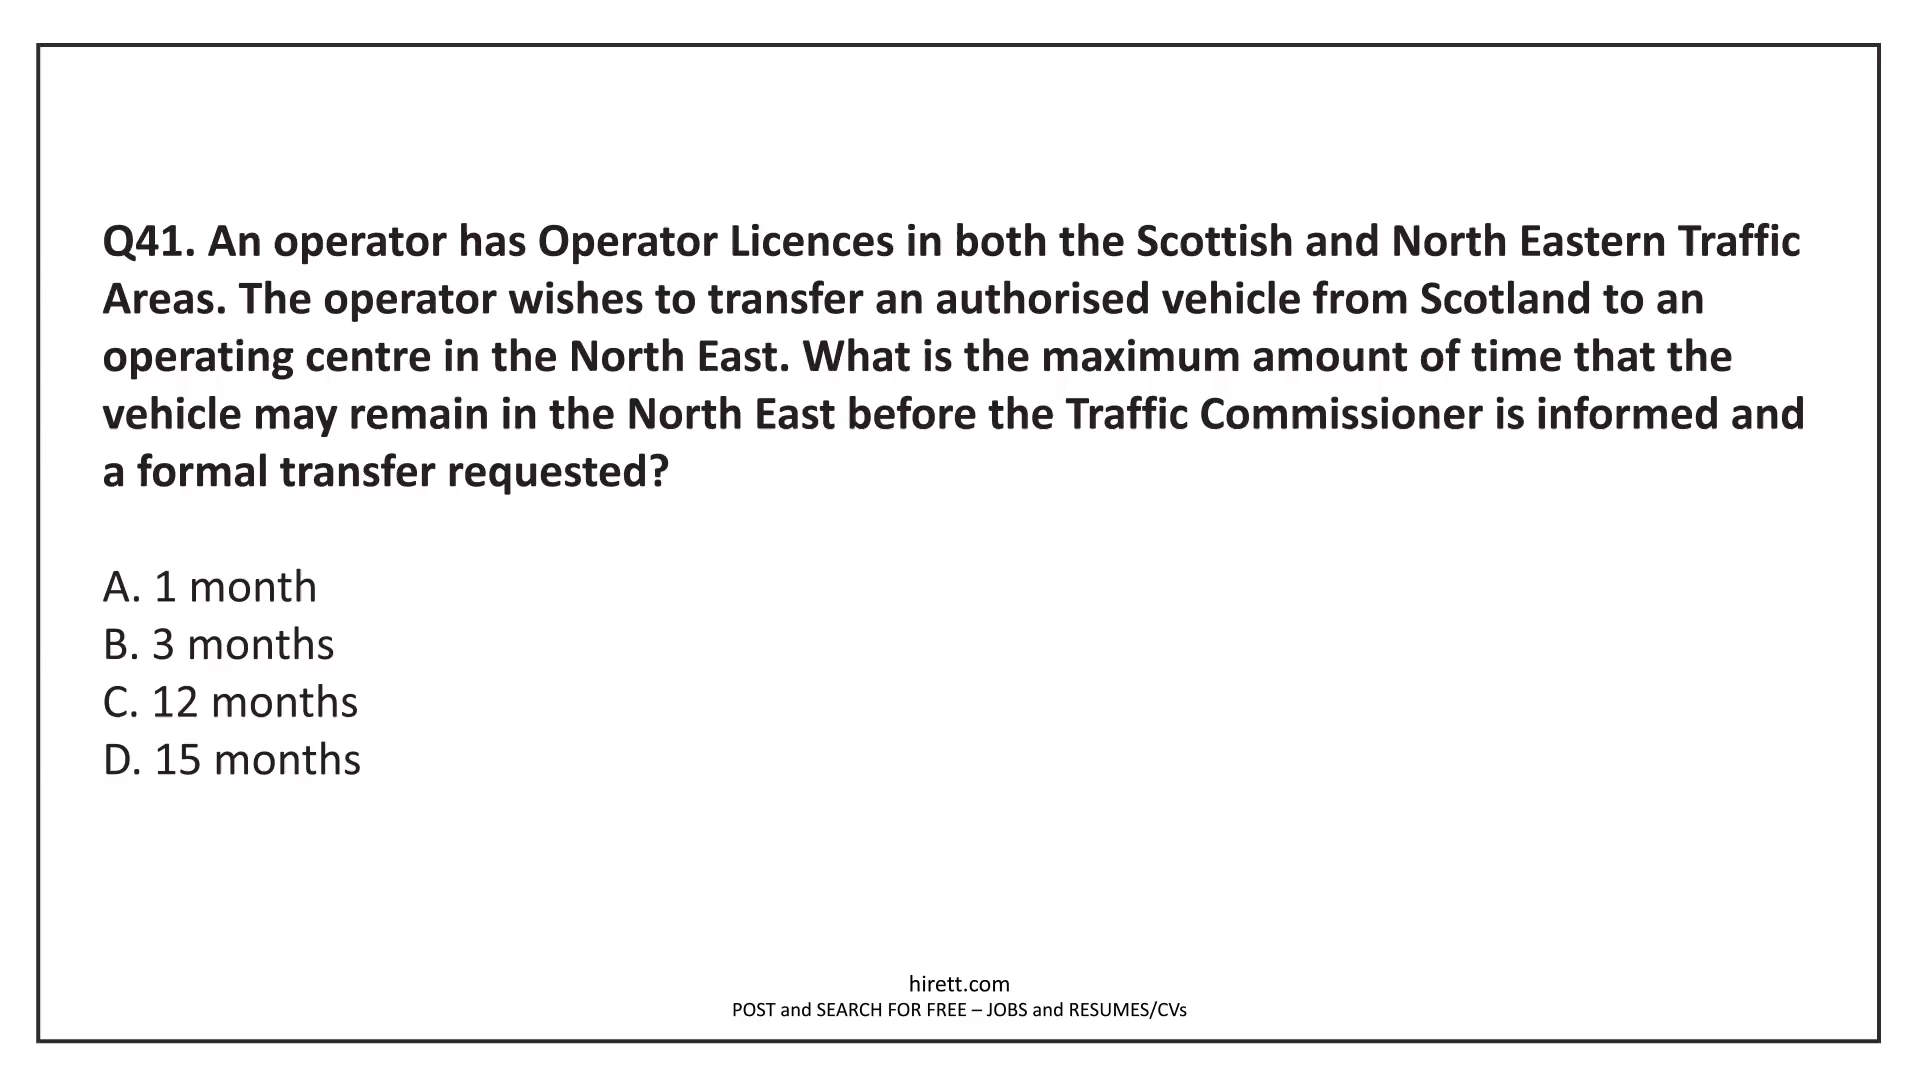 Q41. An operator has Operator Licences in both the Scottish and North Eastern Traffic
Areas. The operator wishes to transfer an authorised vehicle from Scotland to an
operating centre in the North East. What is the maximum amount of time that the
vehicle may remain in the North East before the Traffic Commissioner is informed and
a formal transfer requested?
A. 1 month
B. 3 months
C. 12 months
D. 15 months
hirett.com
POST and SEARCH FOR FREE – JOBS and RESUMES/CVs